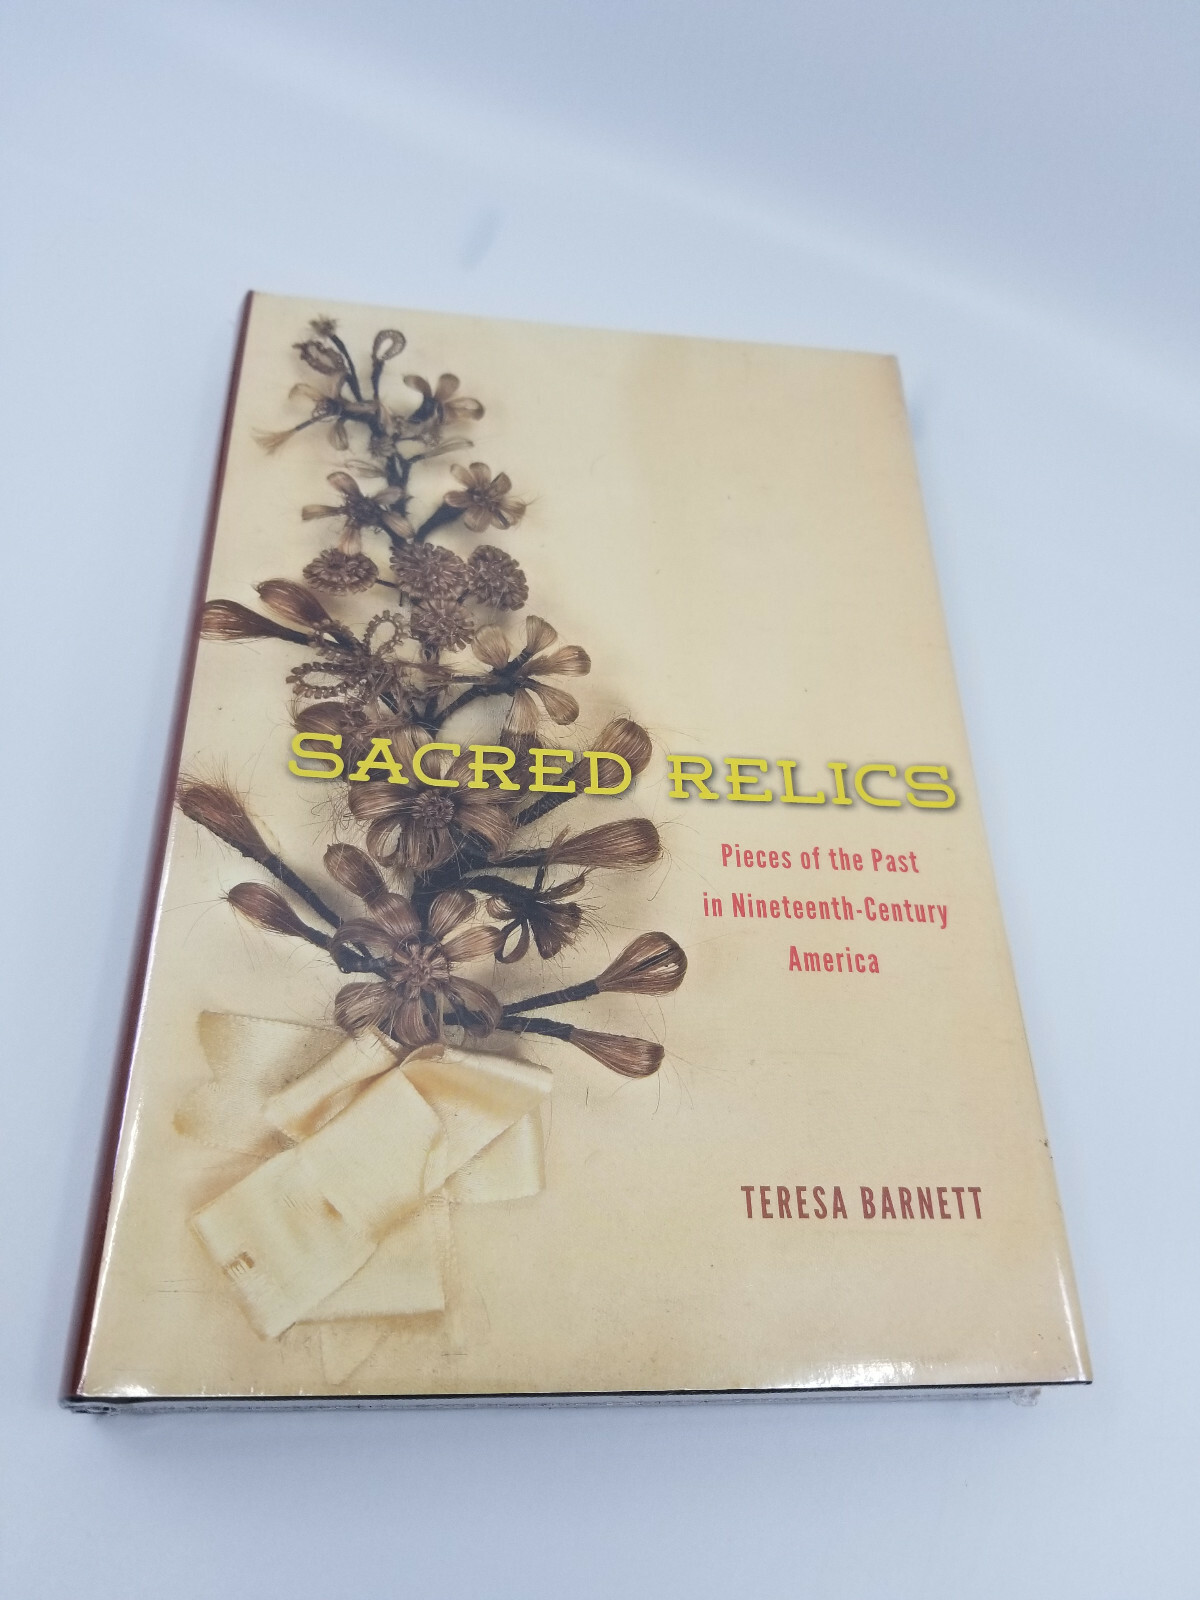 SACRED RELICS
Pieces of the Past
in Nineteenth-Century
America
TERESA BARNETT